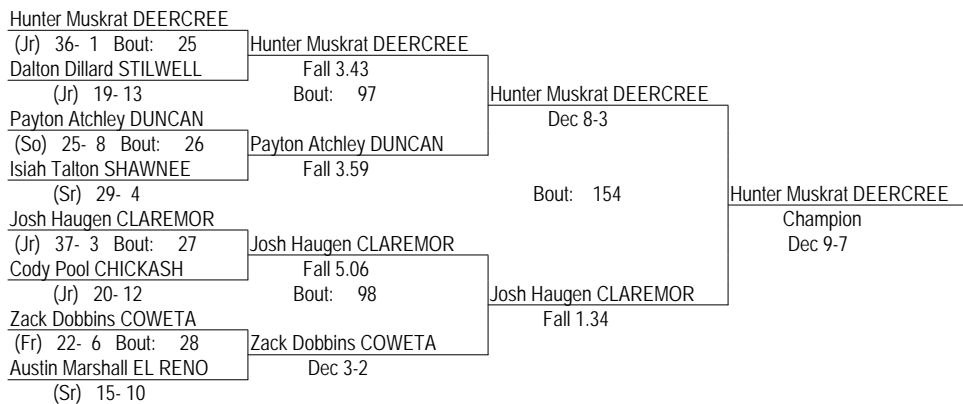 Hunter Muskrat DEERCREE
(Jr) 36- 1 Bout: 25
Dalton Dillard STILWELL
(Jr) 19- 13
Payton Atchley DUNCAN
(So) 25- 8 Bout: 26
Isiah Talton SHAWNEE
(Sr) 29- 4
Josh Haugen CLAREMOR
(Jr) 37- 3 Bout: 27
Cody Pool CHICKASH
(Jr) 20- 12
Zack Dobbins COWETA
(Fr) 22- 6 Bout: 28
Austin Marshall EL RENO
(Sr) 15- 10
Hunter Muskrat DEERCREE
Fall 3.43
Bout: 97
Payton Atchley DUNCAN
Fall 3.59
Josh Haugen CLAREMOR
Fall 5.06
Bout: 98
Zack Dobbins COWETA
Dec 3-2
Hunter Muskrat DEERCREE
Dec 8-3
Bout: 154
Josh Haugen CLAREMOR
Fall 1.34
Hunter Muskrat DEERCREE
Champion
Dec 9-7